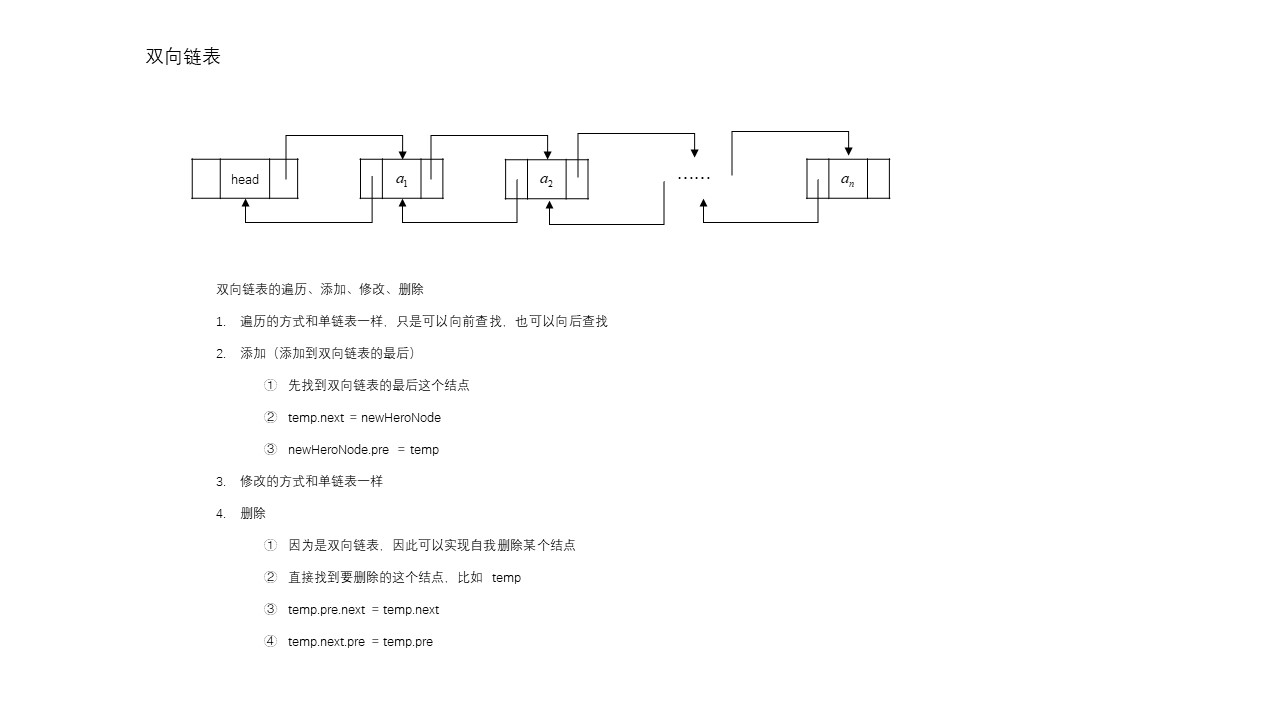 双向链表
head a1 a2 …… an
双向链表的遍历、添加、修改、删除
1. 遍历的方式和单链表一样，只是可以向前查找，也可以向后查找
2. 添加（添加到双向链表的最后）
① 先找到双向链表的最后这个结点
② temp.next = newHeroNode
③ newHeroNode.pre = temp
3. 修改的方式和单链表一样
4. 删除
① 因为是双向链表，因此可以实现自我删除某个结点
② 直接找到要删除的这个结点，比如 temp
③ temp.pre.next = temp.next
④ temp.next.pre = temp.pre